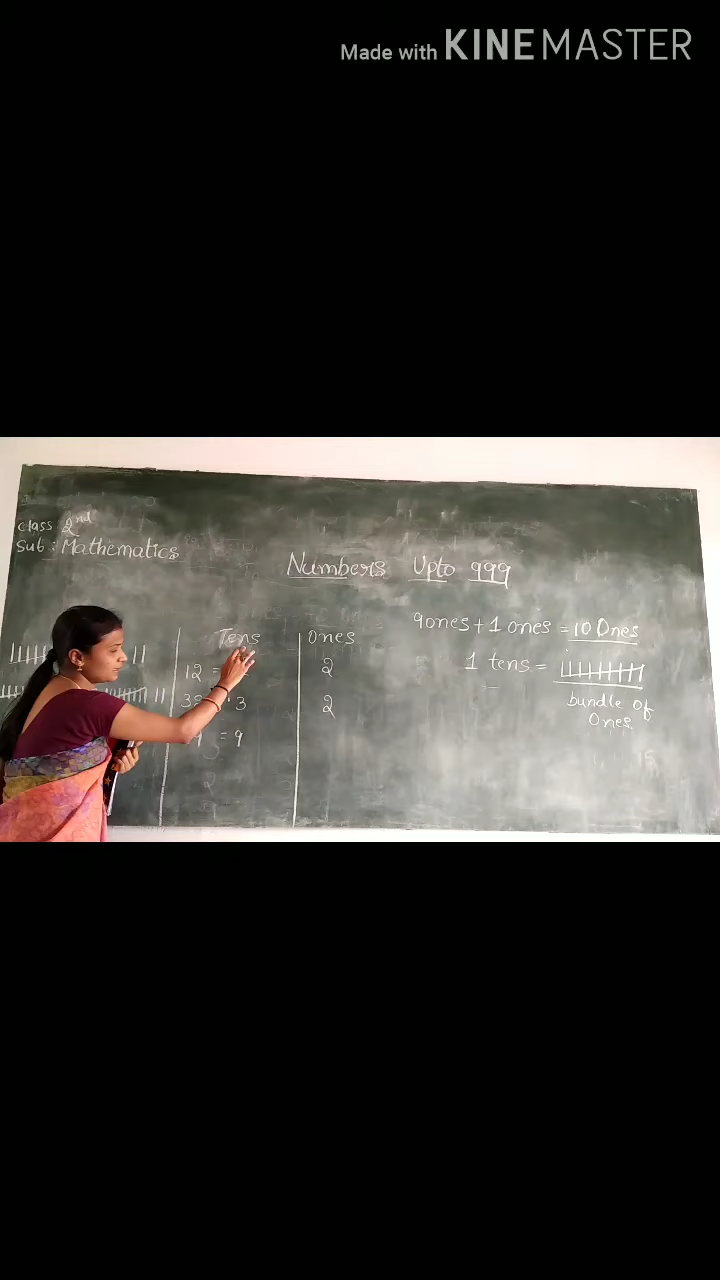 Made with KINEMASTER
Class: 2nd
Sub: Mathematics
Numbers Upto 999
Tens Ones
12 = 2
32 3 2
= 9
9ones + 1 ones = 10 Ones
1 tens =
bundle of
Ones.